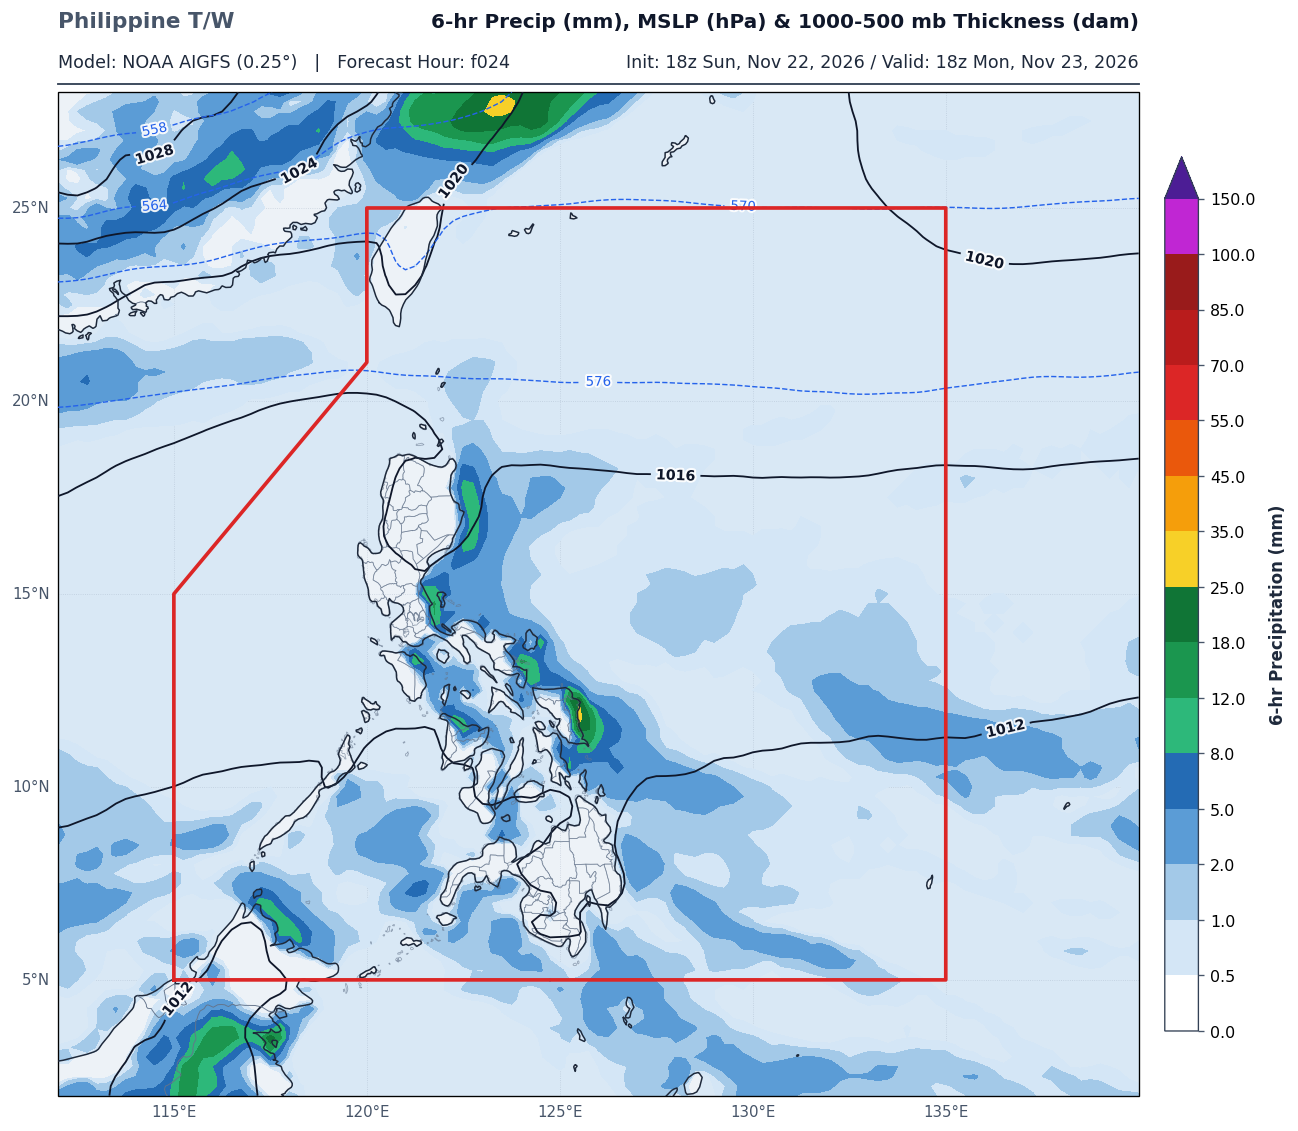 Philippine T/W
6-hr Precip (mm), MSLP (hPa) & 1000-500 mb Thickness (dam)
Model: NOAA AIGFS (0.25°) | Forecast Hour: f024
Init: 18z Sun, Nov 22, 2026 / Valid: 18z Mon, Nov 23, 2026
558
1028
1024
1020
564
570
1020
576
1016
1012
1012
25°N
20°N
15°N
10°N
5°N
115°E
120°E
125°E
130°E
135°E
150.0
100.0
85.0
70.0
55.0
45.0
35.0
25.0
18.0
12.0
8.0
5.0
2.0
1.0
0.5
0.0
6-hr Precipitation (mm)